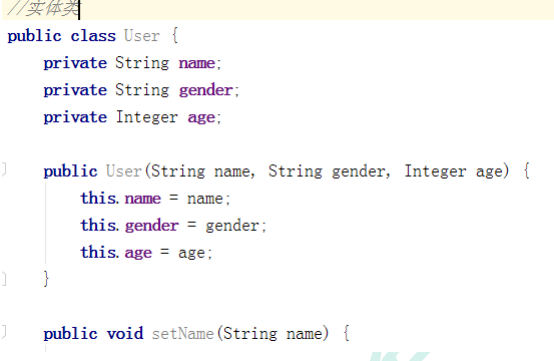 //实体类
public class User {
private String name;
private String gender;
private Integer age;
public User(String name, String gender, Integer age) {
this.name = name;
this.gender = gender;
this.age = age;
}
public void setName(String name) {